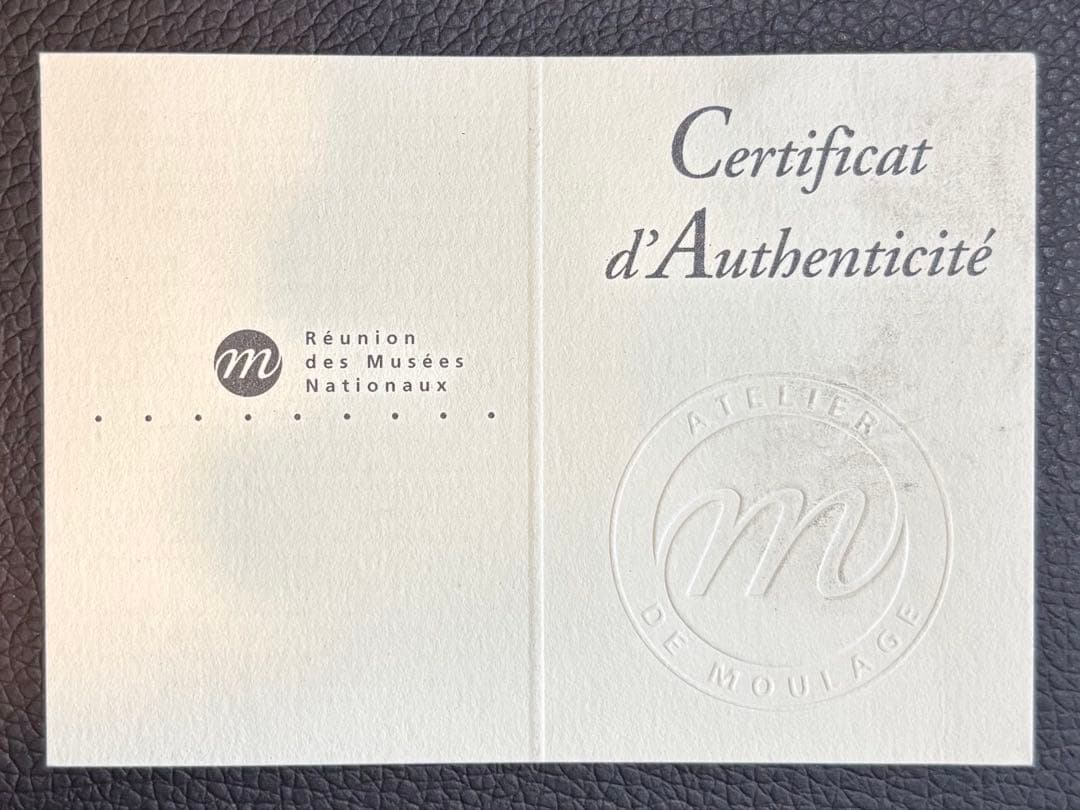 Réunion
des Musées
Nationaux
Certificat
d'Authenticité
ATELIER
m
DE MOULAGE